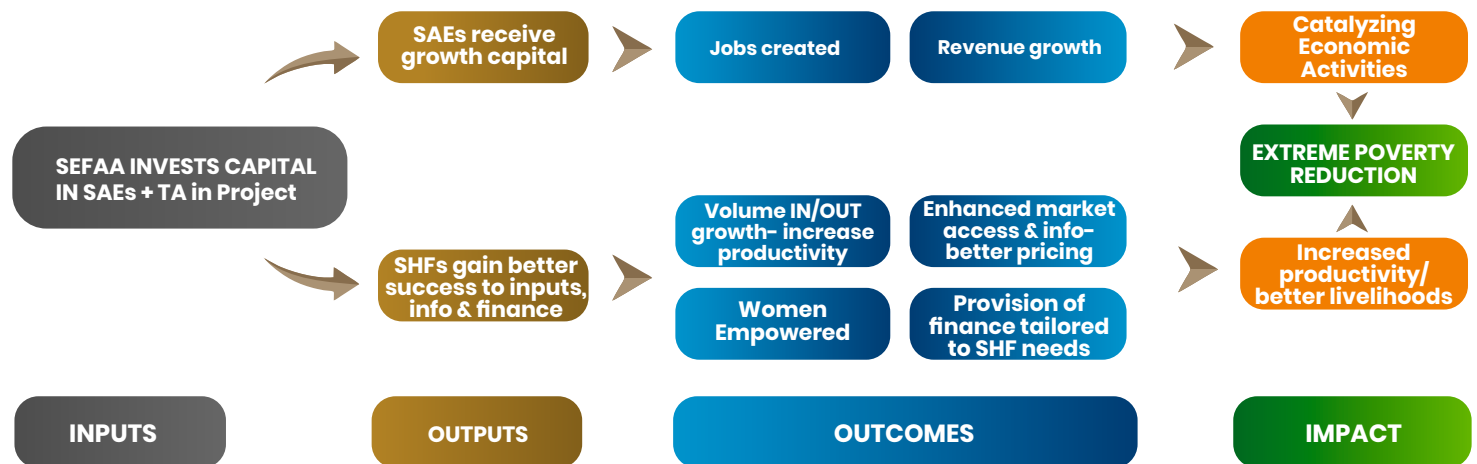 SEFAA INVESTS CAPITAL
IN SAEs + TA in Project
SAEs receive
growth capital
Jobs created
Revenue growth
Catalyzing
Economic
Activities
EXTREME POVERTY
REDUCTION
SHFs gain better
success to inputs,
info & finance
Volume IN/OUT
growth- increase
productivity
Enhanced market
access & info-
better pricing
Women
Empowered
Provision of
finance tailored
to SHF needs
Increased
productivity/
better livelihoods
INPUTS
OUTPUTS
OUTCOMES
IMPACT